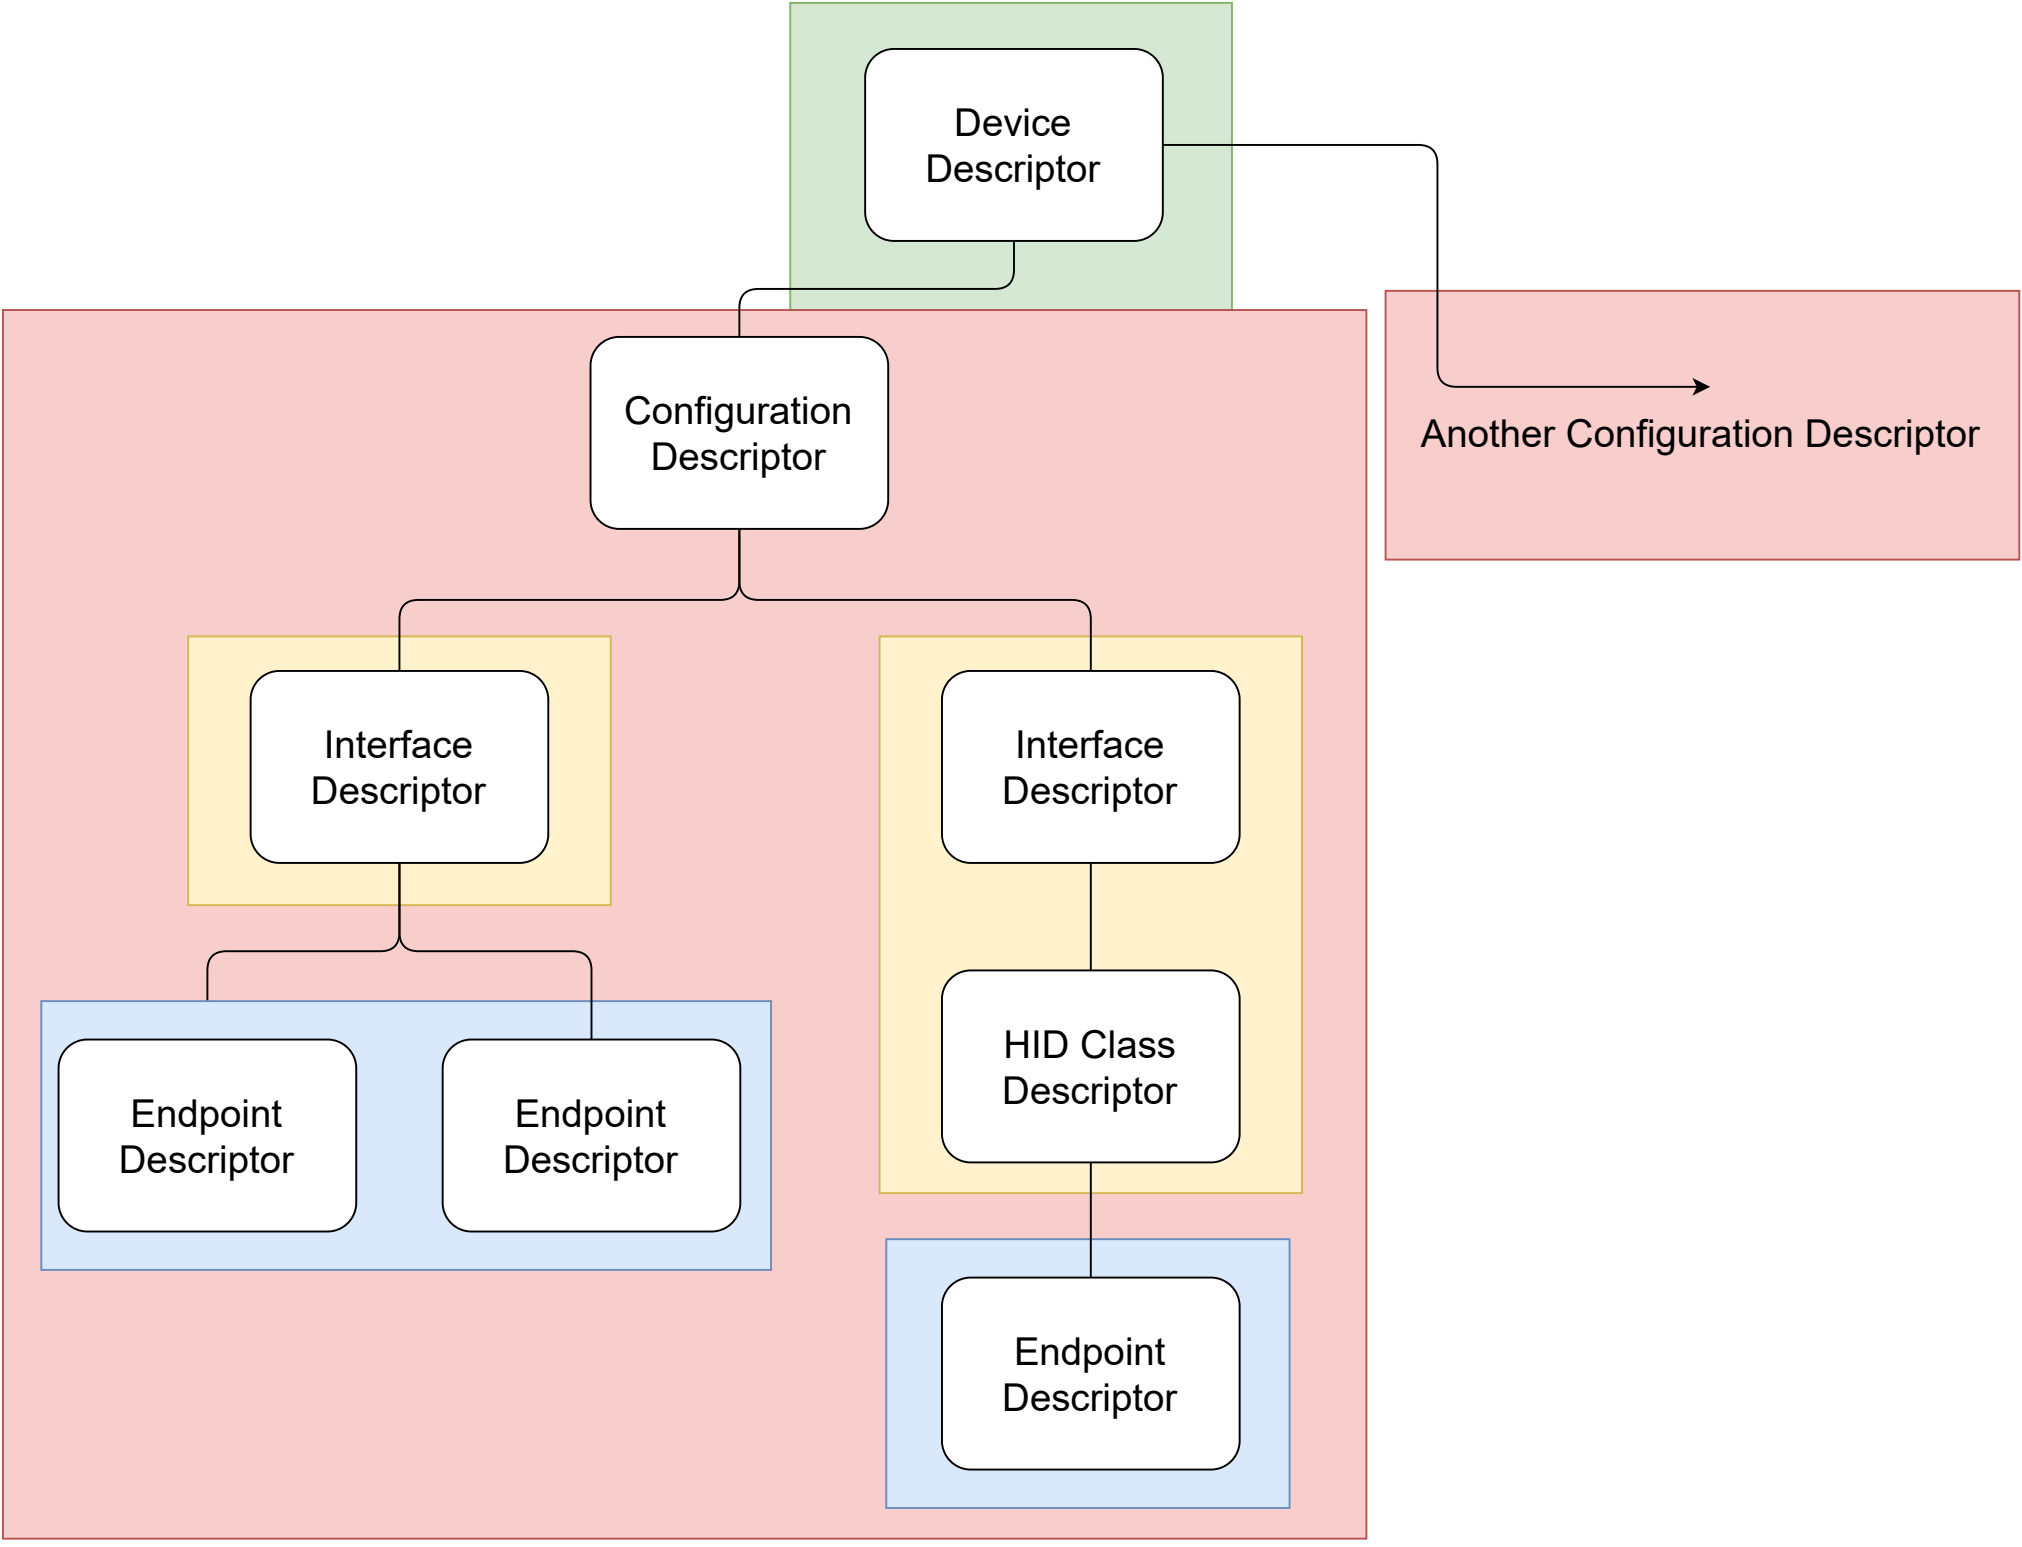 Device
Descriptor
Configuration
Descriptor
Another Configuration Descriptor
Interface
Descriptor
Interface
Descriptor
HID Class
Descriptor
Endpoint
Descriptor
Endpoint
Descriptor
Endpoint
Descriptor